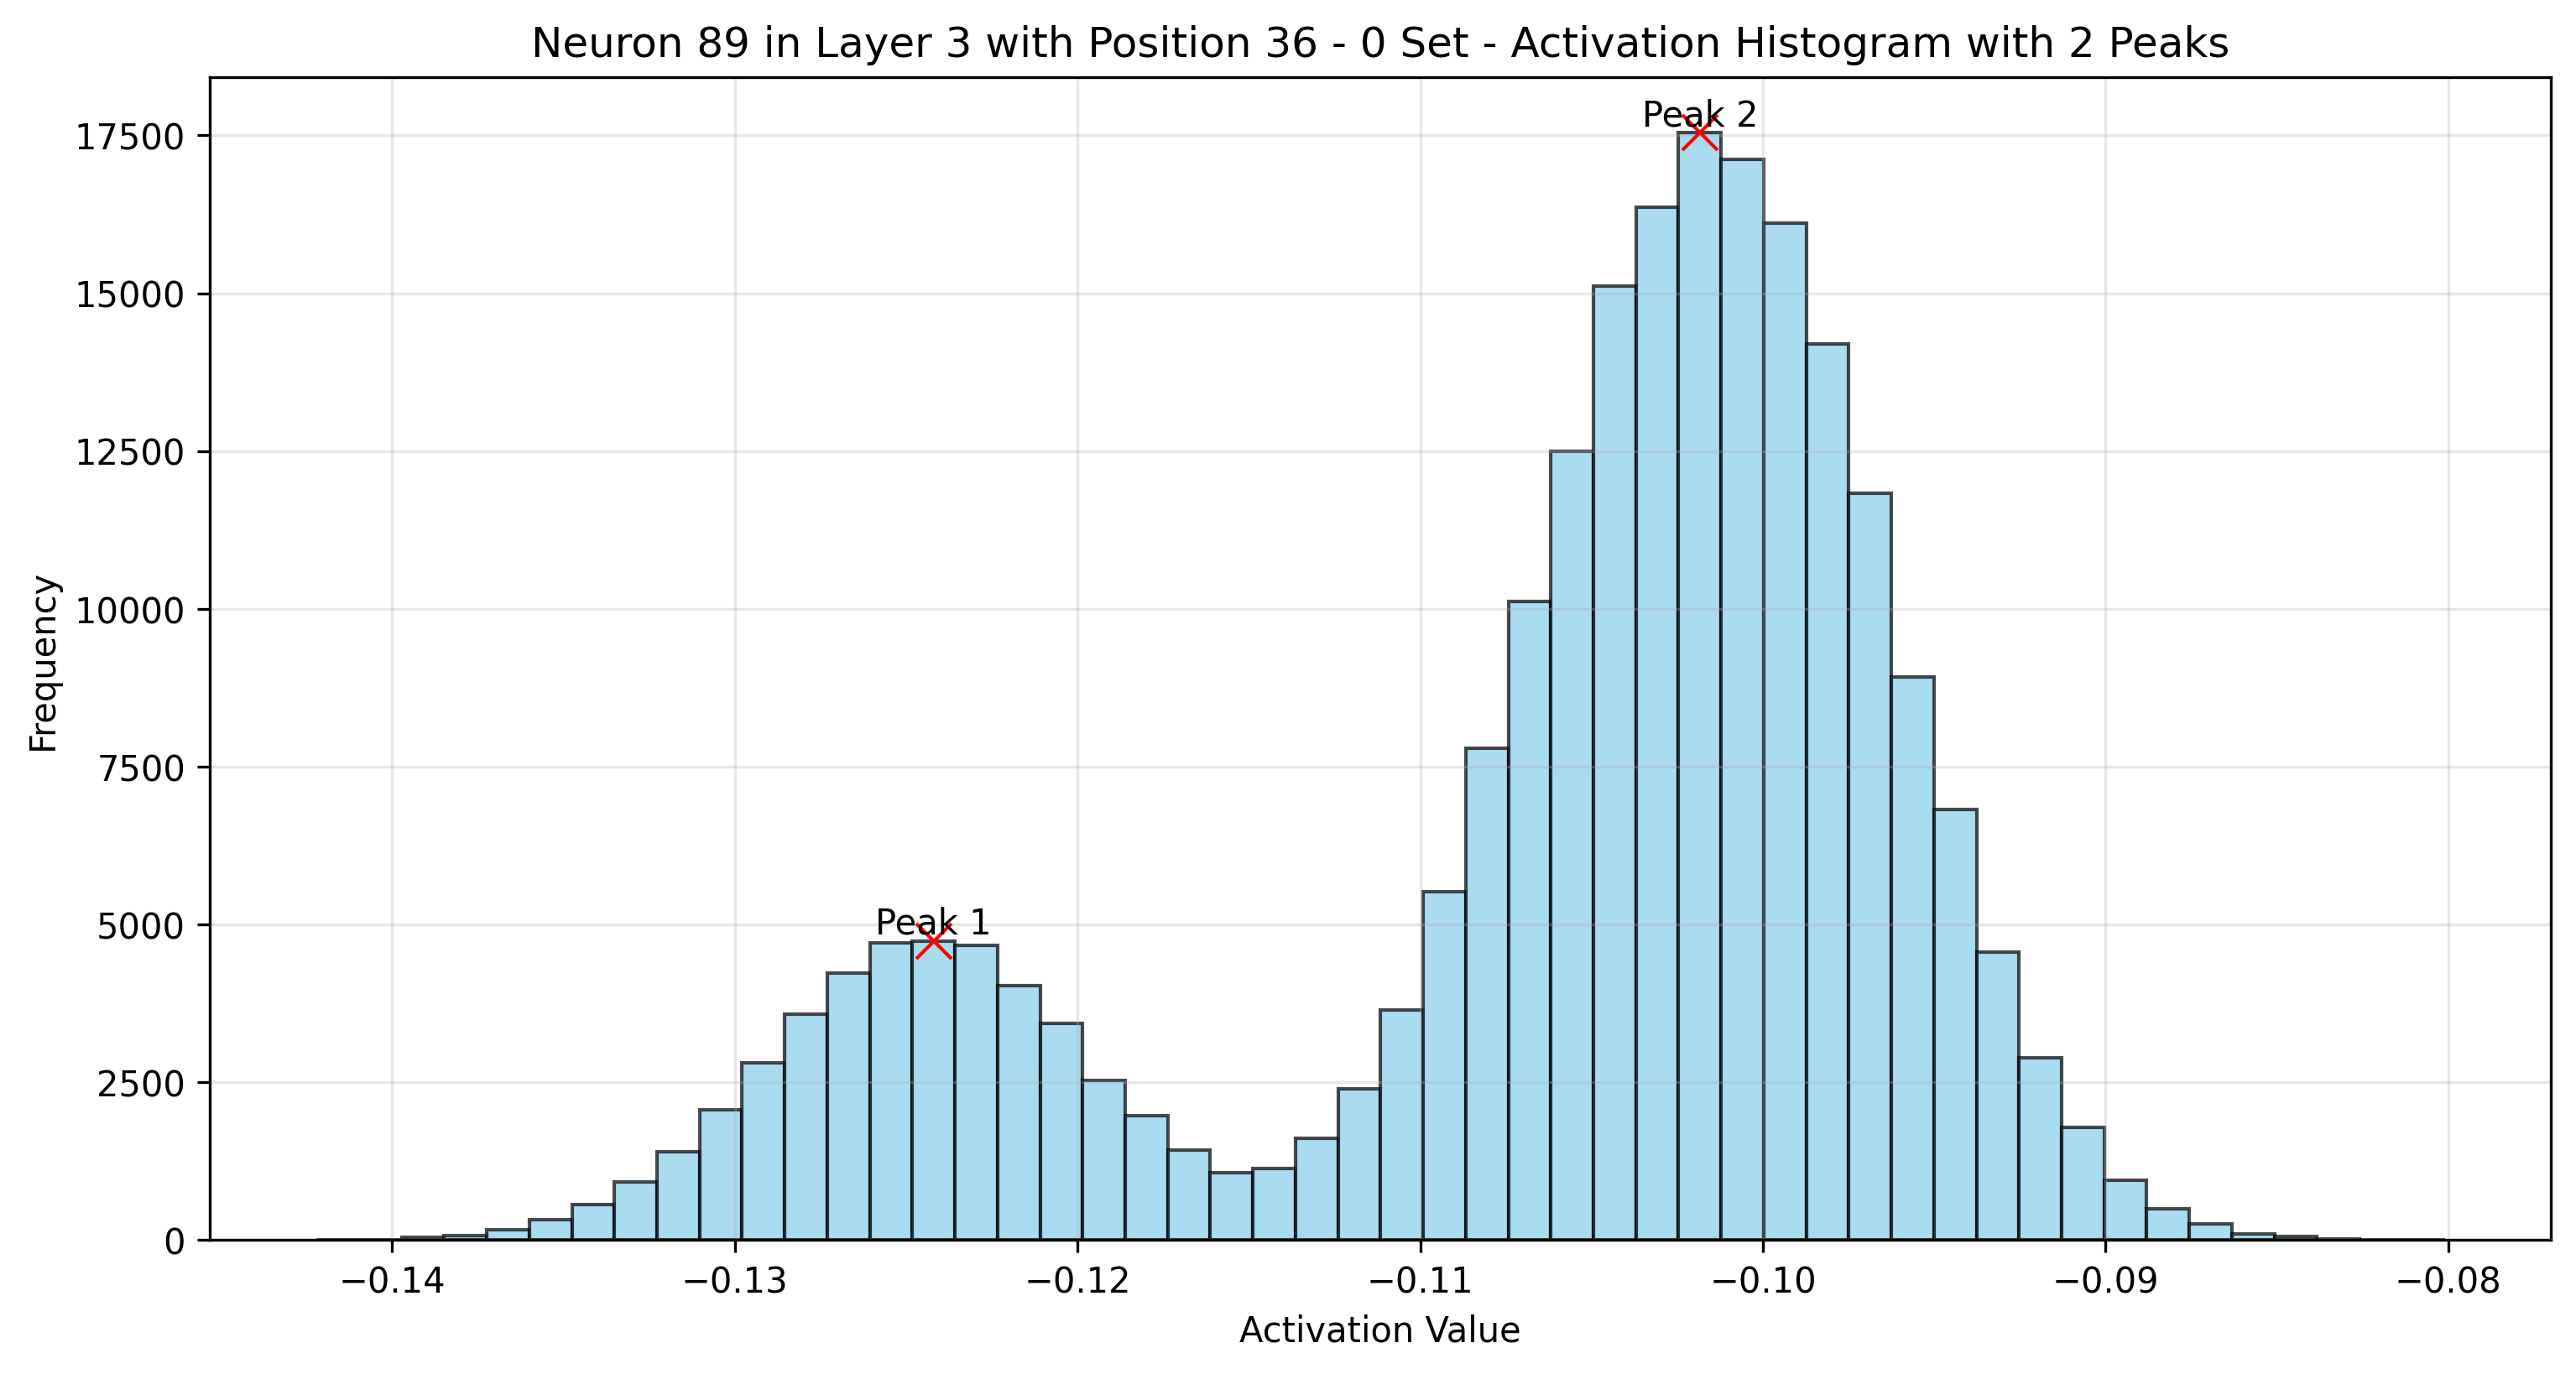 Neuron 89 in Layer 3 with Position 36 - 0 Set - Activation Histogram with 2 Peaks
Peak 2
17500
15000
12500
10000
7500
Peak 1
5000
2500
0
Frequency
−0.14 −0.13 −0.12 −0.11 −0.10 −0.09 −0.08
Activation Value